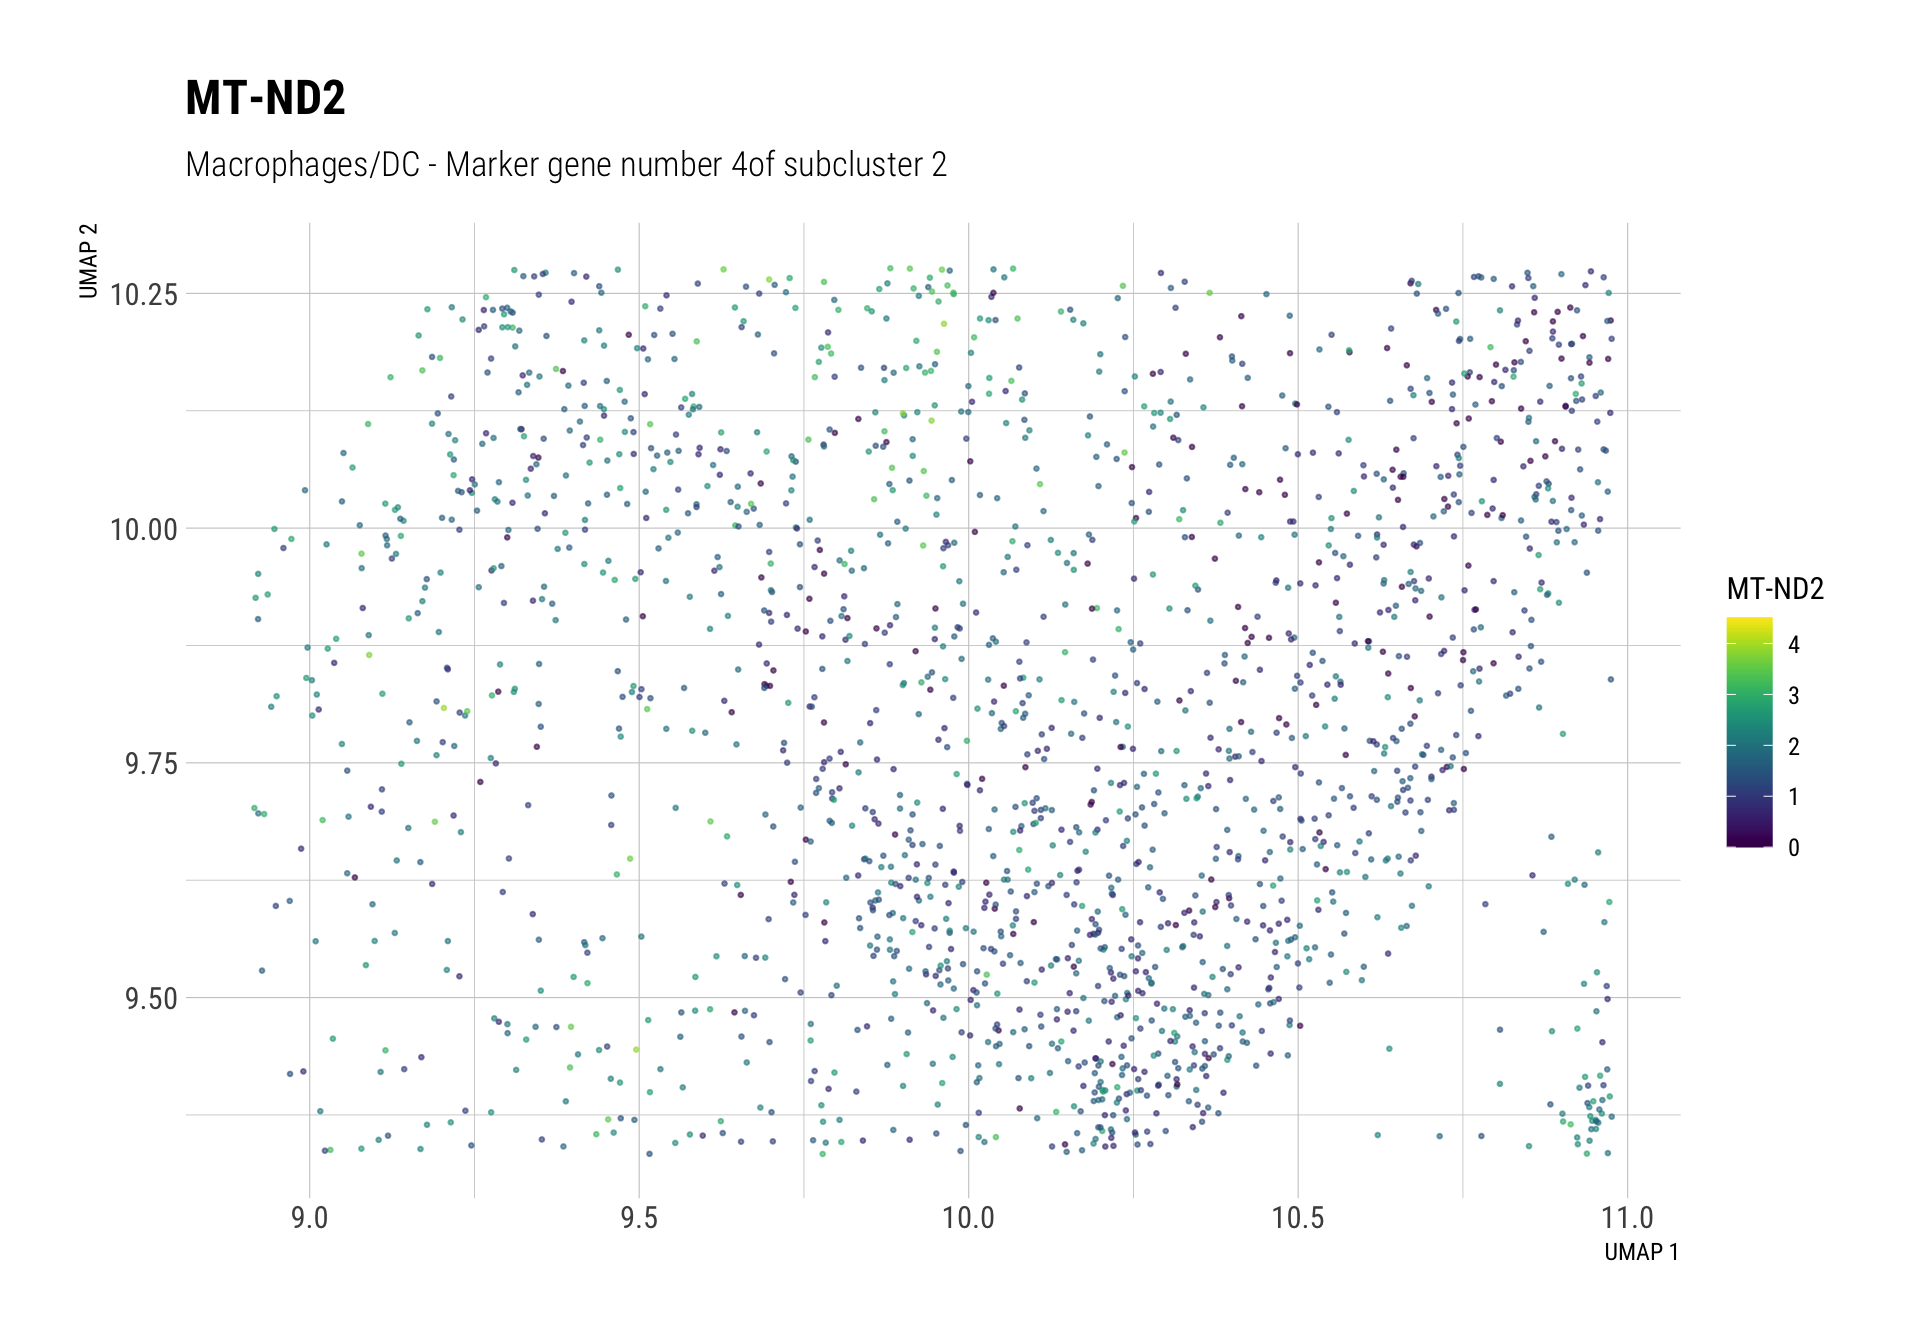 MT-ND2
Macrophages/DC - Marker gene number 4of subcluster 2
UMAP 2
10.25
10.00
9.75
9.50
9.0 9.5 10.0 10.5 11.0
UMAP 1
MT-ND2
4
3
2
1
0